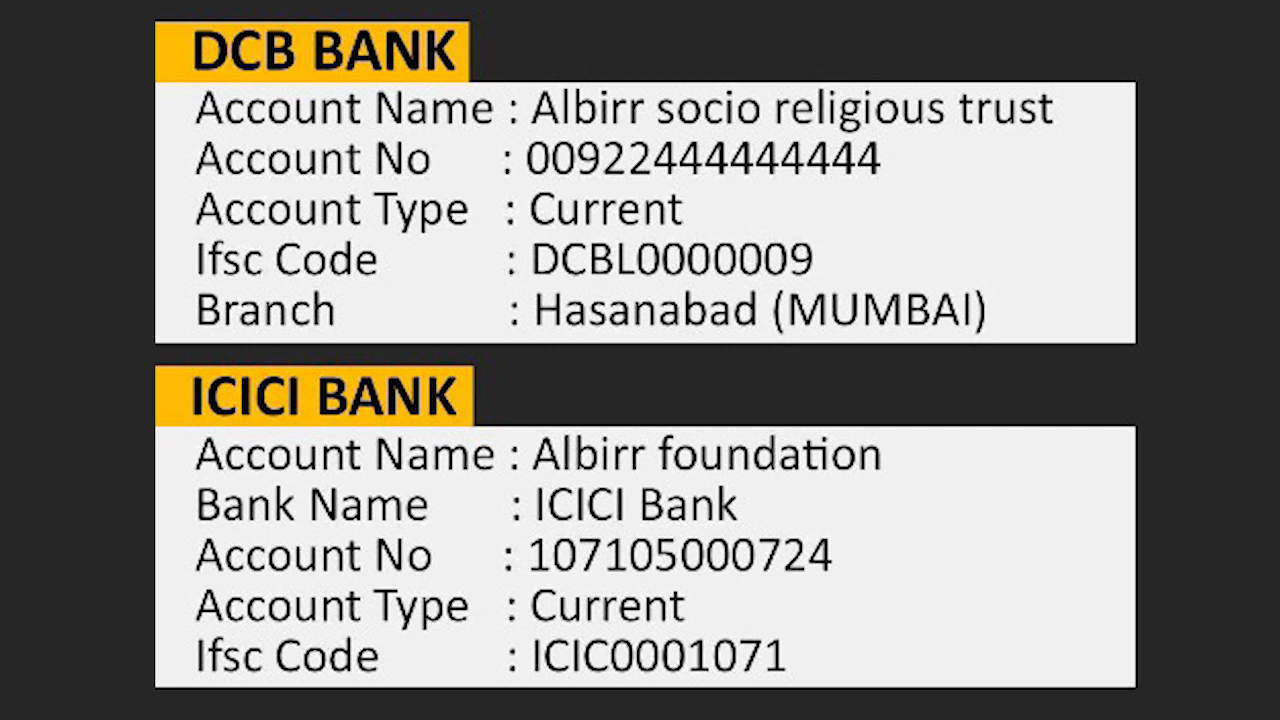 DCB BANK
Account Name : Albirr socio religious trust
Account No : 00922444444444
Account Type : Current
Ifsc Code : DCBL0000009
Branch : Hasanabad (MUMBAI)
ICICI BANK
Account Name : Albirr foundation
Bank Name : ICICI Bank
Account No : 107105000724
Account Type : Current
Ifsc Code : ICIC0001071